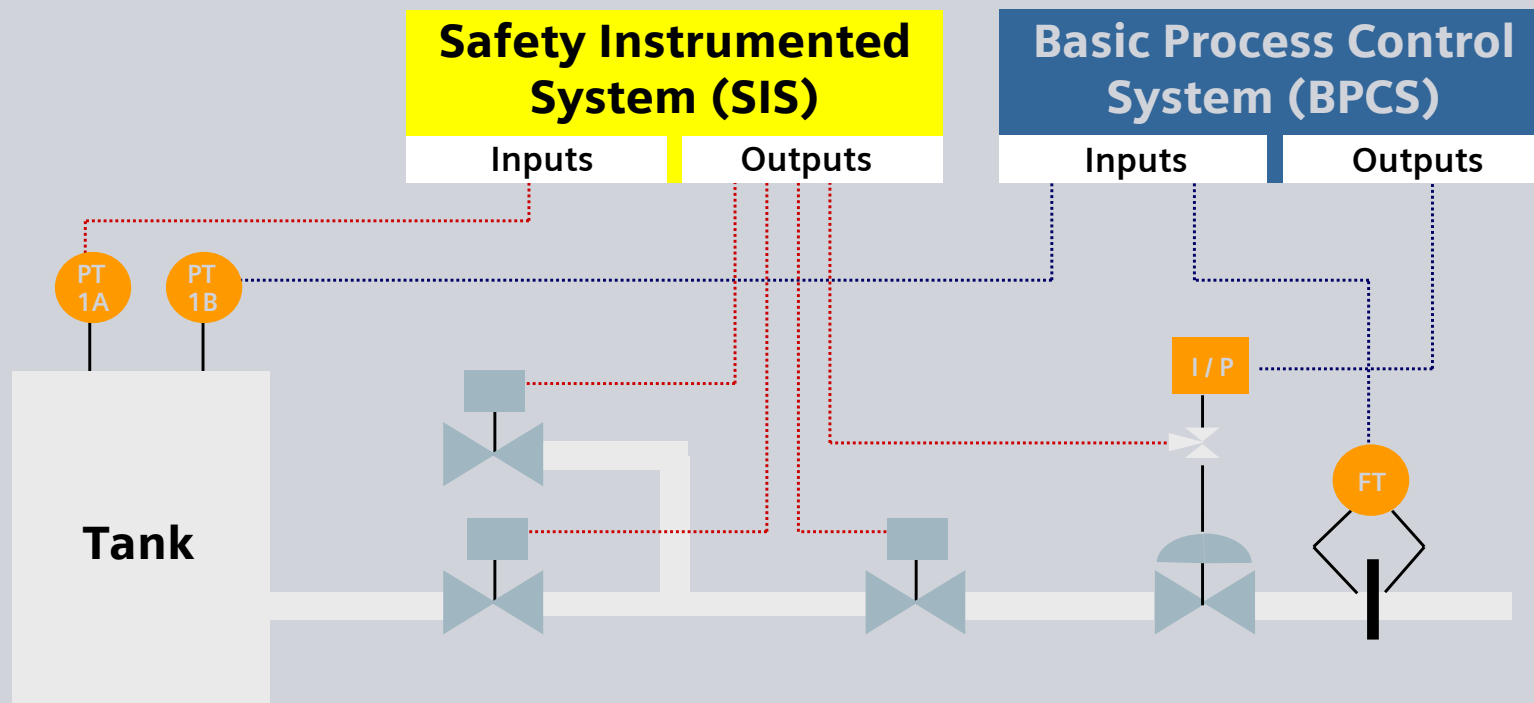 Safety Instrumented
System (SIS)
Basic Process Control
System (BPCS)
Inputs
Outputs
Inputs
Outputs
PT
1A
PT
1B
I / P
FT
Tank